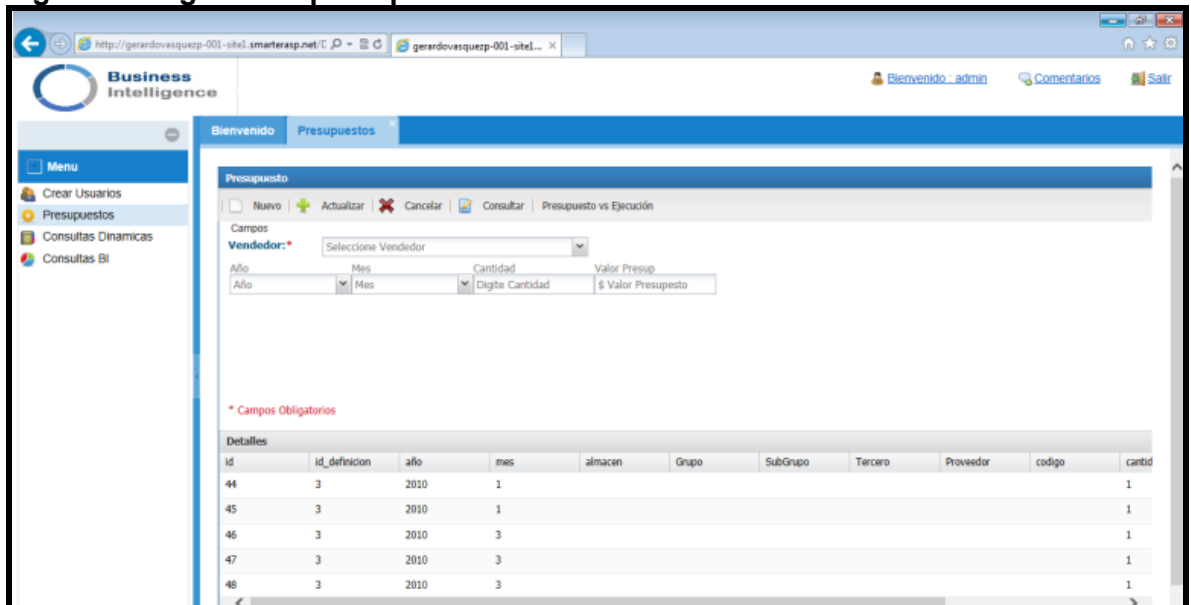 http://gerardovasquezp-001-site1.smarterasp.net/
gerardovasquezp-001-site1...
Business
Intelligence
Bienvenido : admin
Comentarios
Salir
Bienvenido
Presupuestos
Menu
Crear Usuarios
Presupuestos
Consultas Dinamicas
Consultas BI
Presupuesto
Nuevo Actualizar Cancelar Consultar Presupuesto vs Ejecución
Campos
Vendedor:* Seleccione Vendedor
Año Mes Cantidad Valor Presup
Año Mes Digite Cantidad $ Valor Presupesto
* Campos Obligatorios
Detalles
id id_definicion año mes almacen Grupo SubGrupo Tercero Proveedor codigo cantid
44 3 2010 1 1
45 3 2010 1 1
46 3 2010 3 1
47 3 2010 3 1
48 3 2010 3 1